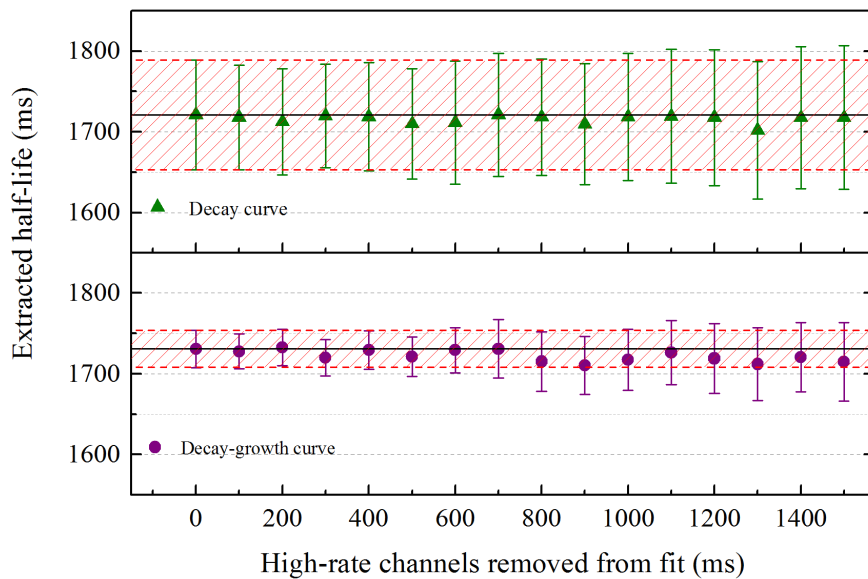 Extracted half-life (ms)
1800
1700
1600
Decay curve
1800
1700
1600
Decay-growth curve
0 200 400 600 800 1000 1200 1400
High-rate channels removed from fit (ms)